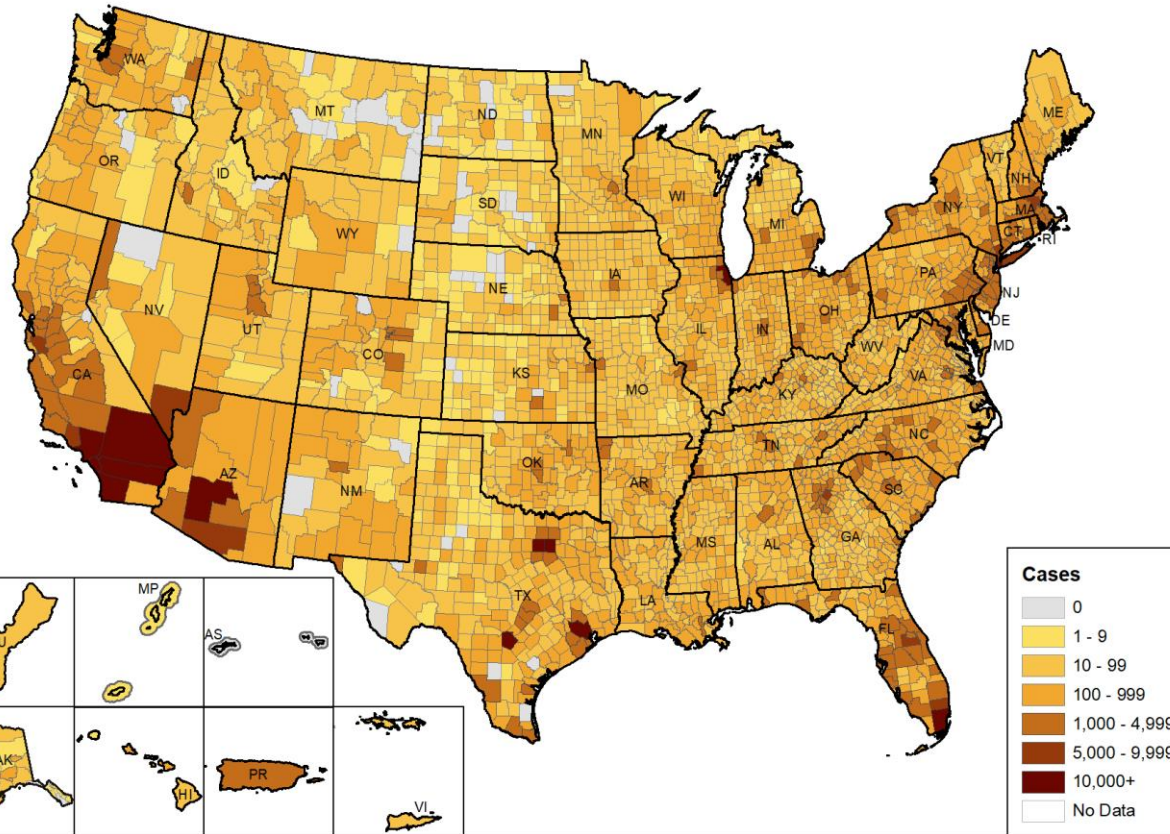 WA
MT
ND
MN
ME
OR
ID
SD
WI
MI
VT
NH
NY
MA
CT
RI
WY
IA
PA
NJ
NE
NV
UT
CO
IL
IN
OH
DE
MD
WV
VA
CA
KS
MO
KY
AZ
NM
OK
AR
TN
NC
SC
MS
AL
GA
TX
LA
FL
MP
AS
AK
HI
PR
VI
Cases
0
1 - 9
10 - 99
100 - 999
1,000 - 4,999
5,000 - 9,999
10,000+
No Data